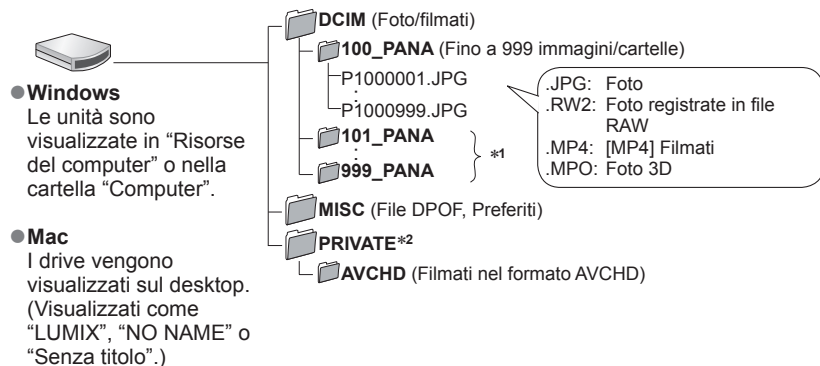 ●Windows
Le unità sono
visualizzate in “Risorse
del computer” o nella
cartella “Computer”.
●Mac
I drive vengono
visualizzati sul desktop.
(Visualizzati come
“LUMIX”, “NO NAME” o
“Senza titolo”.)
DCIM (Foto/filmati)
100_PANA (Fino a 999 immagini/cartelle)
P1000001.JPG
:
P1000999.JPG
101_PANA
:
999_PANA
*1
MISC (File DPOF, Preferiti)
PRIVATE*2
AVCHD (Filmati nel formato AVCHD)
.JPG: Foto
.RW2: Foto registrate in file
RAW
.MP4: [MP4] Filmati
.MPO: Foto 3D